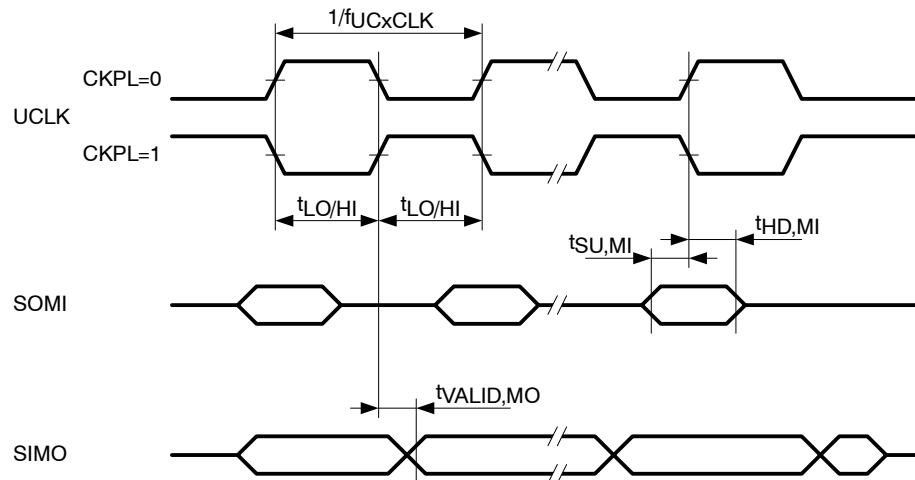 1/fUCxCLK
CKPL=0
UCLK
CKPL=1
tLO/HI tLO/HI
tHD,MI
tSU,MI
SOMI
tVALID,MO
SIMO